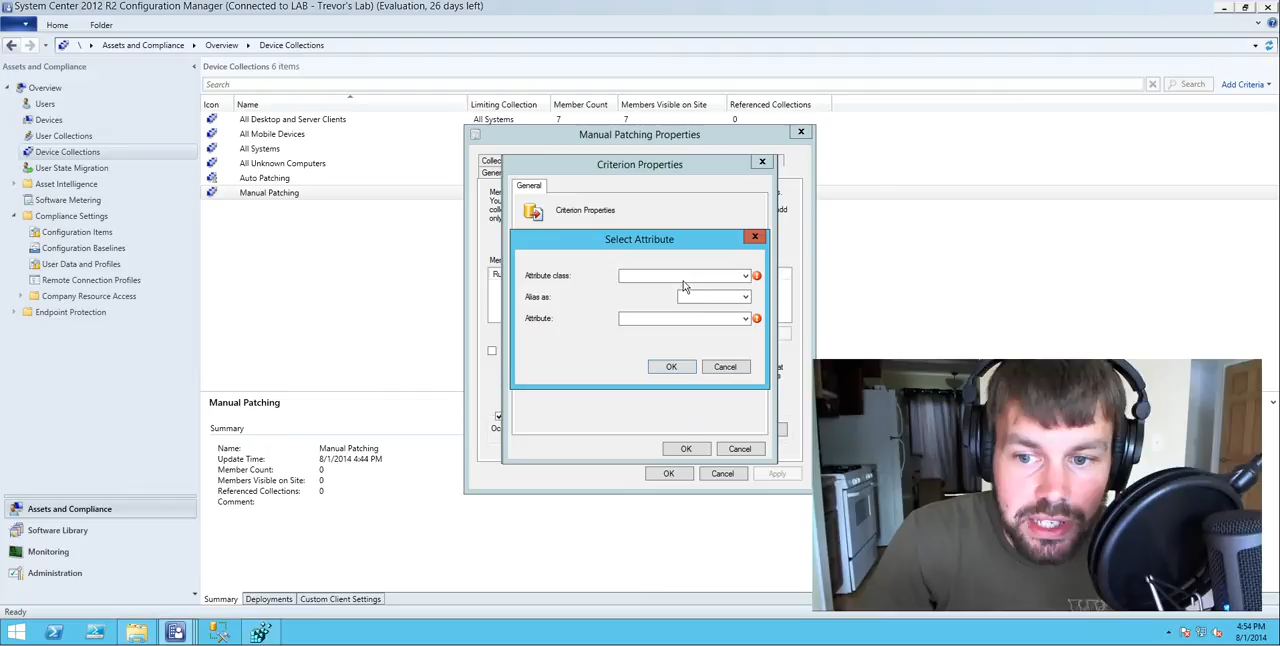 System Center 2012 R2 Configuration Manager (Connected to LAB - Trevor's Lab) (Evaluation, 26 days left)
Home Folder
\ Assets and Compliance Overview Device Collections
Assets and Compliance
Overview
Users
Devices
User Collections
Device Collections
User State Migration
Asset Intelligence
Software Metering
Compliance Settings
Configuration Items
Configuration Baselines
User Data and Profiles
Remote Connection Profiles
Company Resource Access
Endpoint Protection
Assets and Compliance
Software Library
Monitoring
Administration
Ready
Device Collections 6 items
Search Search Add Criteria
Icon Name Limiting Collection Member Count Members Visible on Site Referenced Collections
All Desktop and Server Clients All Systems 7 7 0
All Mobile Devices
All Systems
All Unknown Computers
Auto Patching
Manual Patching
Manual Patching Properties
Criterion Properties
General
Criterion Properties
Select Attribute
Attribute class:
Alias as:
Attribute:
OK Cancel
OK Cancel
OK Cancel Apply
Manual Patching
Summary
Name: Manual Patching
Update Time: 8/1/2014 4:44 PM
Member Count: 0
Members Visible on Site: 0
Referenced Collections: 0
Comment:
Summary Deployments Custom Client Settings
4:54 PM
8/1/2014